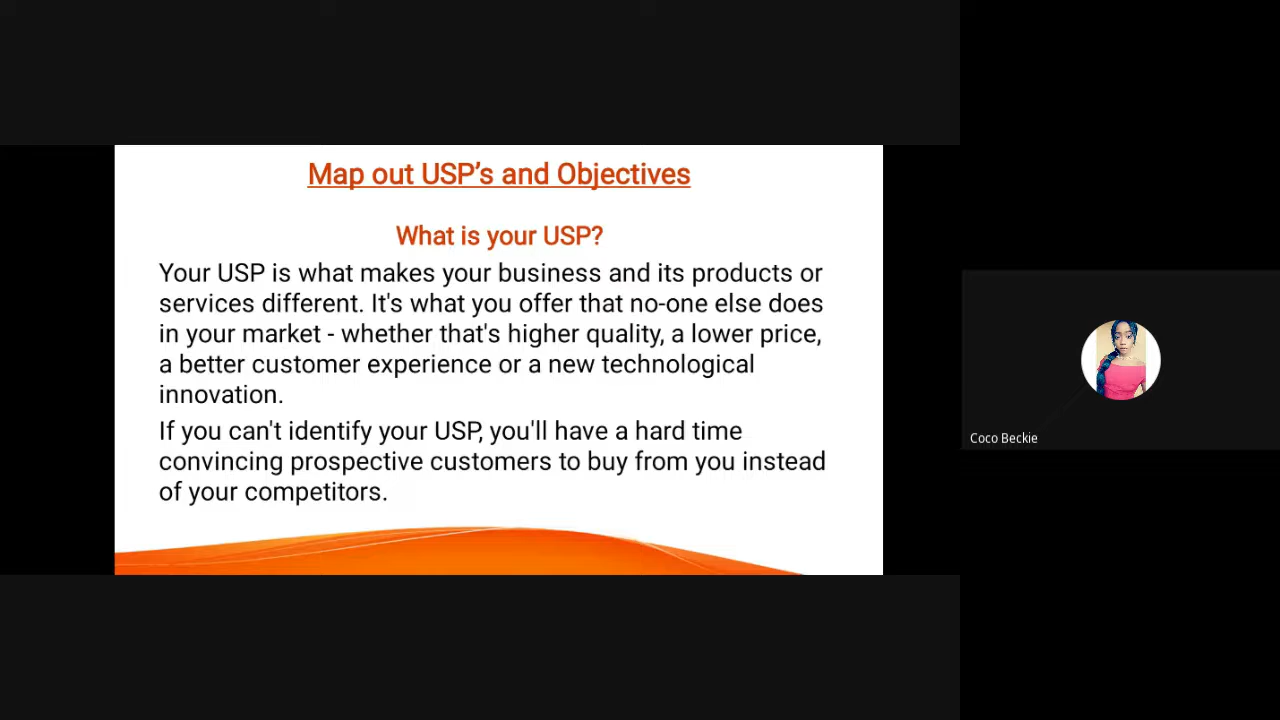 Map out USP’s and Objectives
What is your USP?
Your USP is what makes your business and its products or
services different. It's what you offer that no-one else does
in your market - whether that's higher quality, a lower price,
a better customer experience or a new technological
innovation.
If you can't identify your USP, you'll have a hard time
convincing prospective customers to buy from you instead
of your competitors.
Coco Beckie